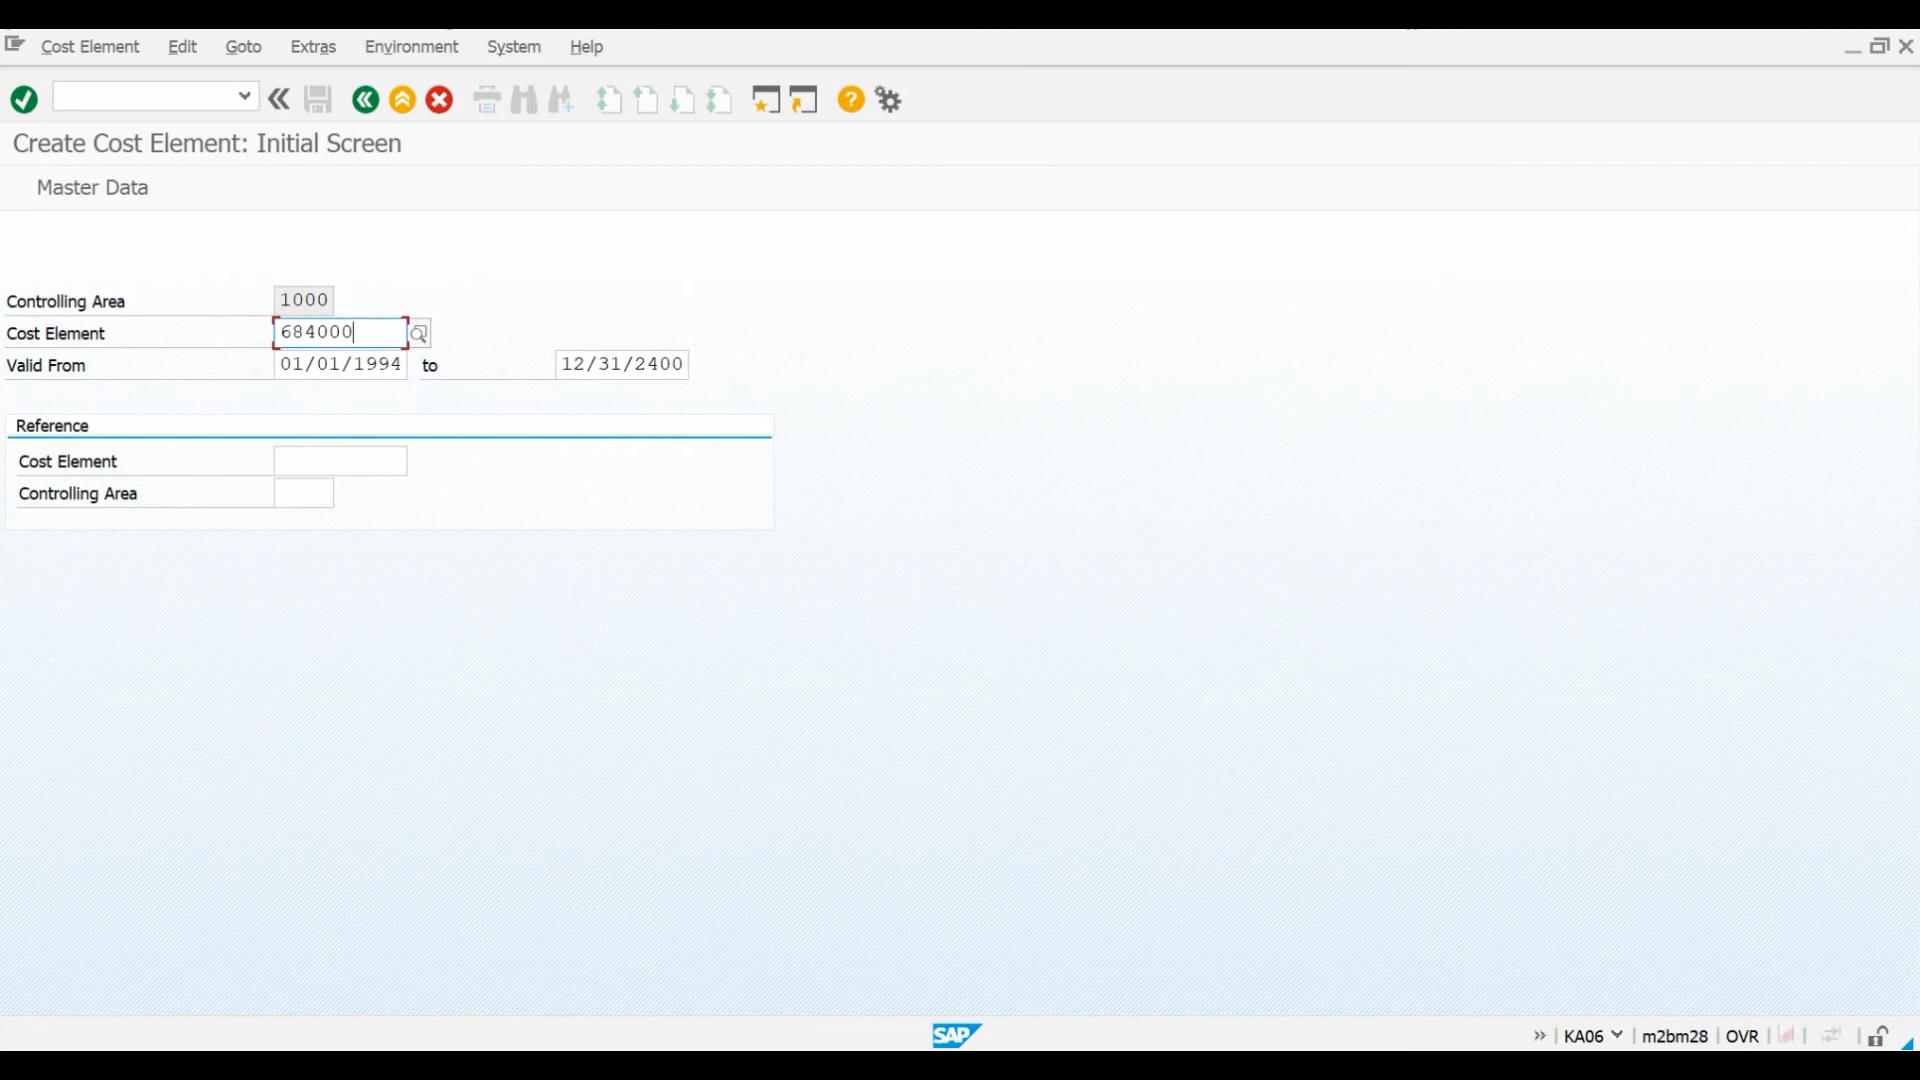 Cost Element Edit Goto Extras Environment System Help
Create Cost Element: Initial Screen
Master Data
Controlling Area 1000
Cost Element 684000
Valid From 01/01/1994 to 12/31/2400
Reference
Cost Element
Controlling Area
SAP KA06 m2bm28 OVR